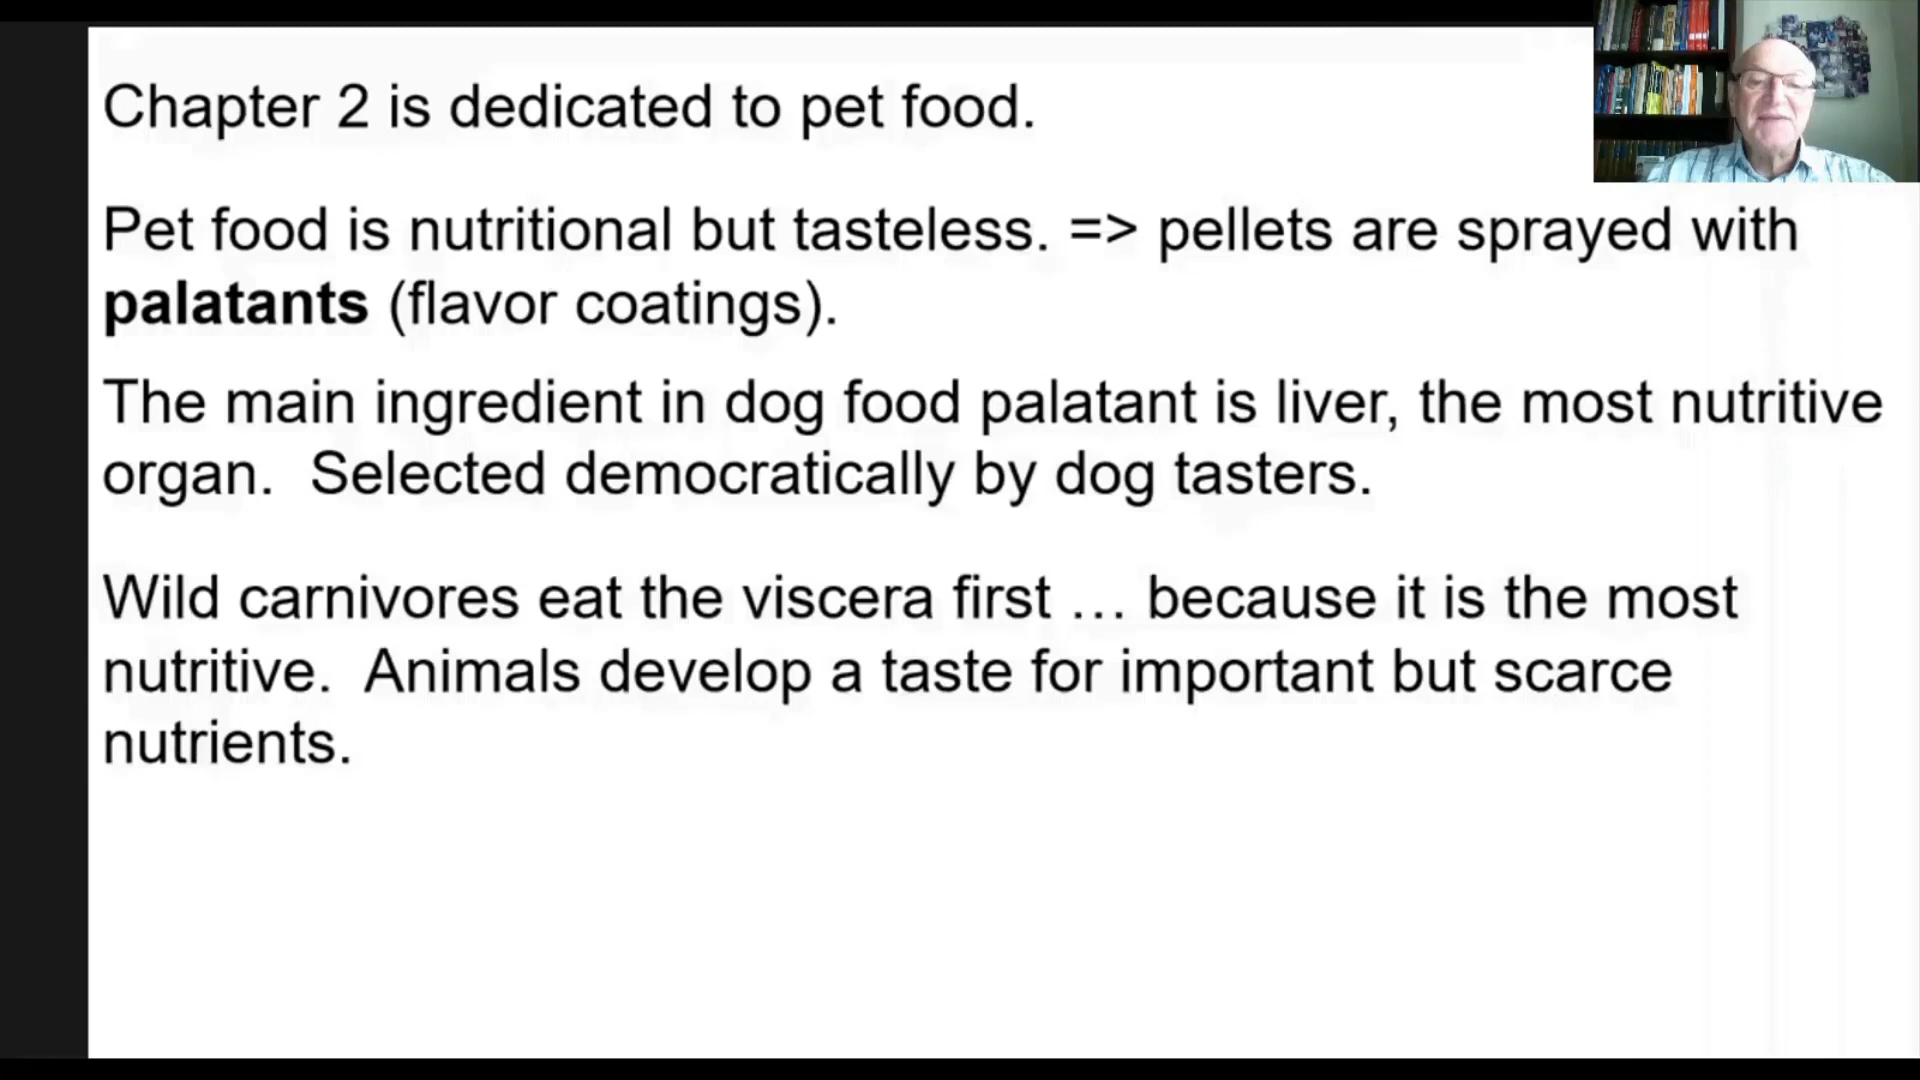 Chapter 2 is dedicated to pet food.
Pet food is nutritional but tasteless. => pellets are sprayed with
palatants (flavor coatings).
The main ingredient in dog food palatant is liver, the most nutritive
organ.  Selected democratically by dog tasters.
Wild carnivores eat the viscera first … because it is the most
nutritive.  Animals develop a taste for important but scarce
nutrients.